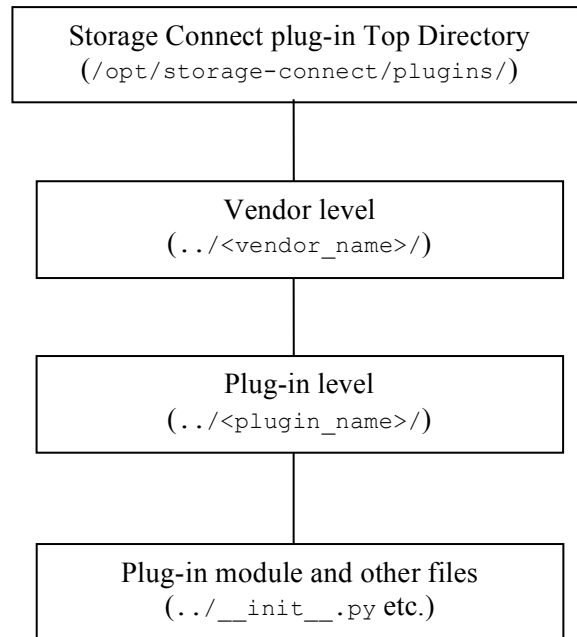 Storage Connect plug-in Top Directory
(/opt/storage-connect/plugins/)
Vendor level
(../<vendor_name>/)
Plug-in level
(../<plugin_name>/)
Plug-in module and other files
(../__init__.py etc.)